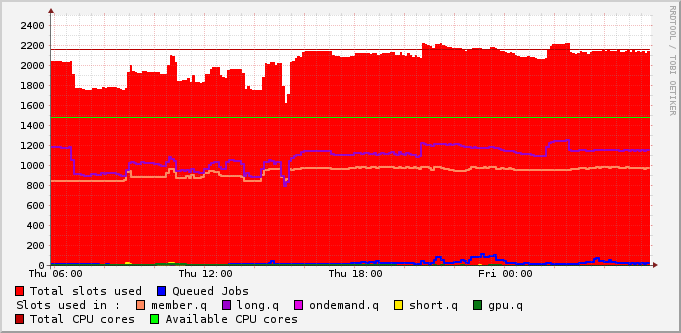 RRDTOOL / TOBI OETIKER
2400
2200
2000
1800
1600
1400
1200
1000
800
600
400
200
0
Thu 06:00 Thu 12:00 Thu 18:00 Fri 00:00
Total slots used Queued Jobs
Slots used in : member.q long.q ondemand.q short.q gpu.q
Total CPU cores Available CPU cores